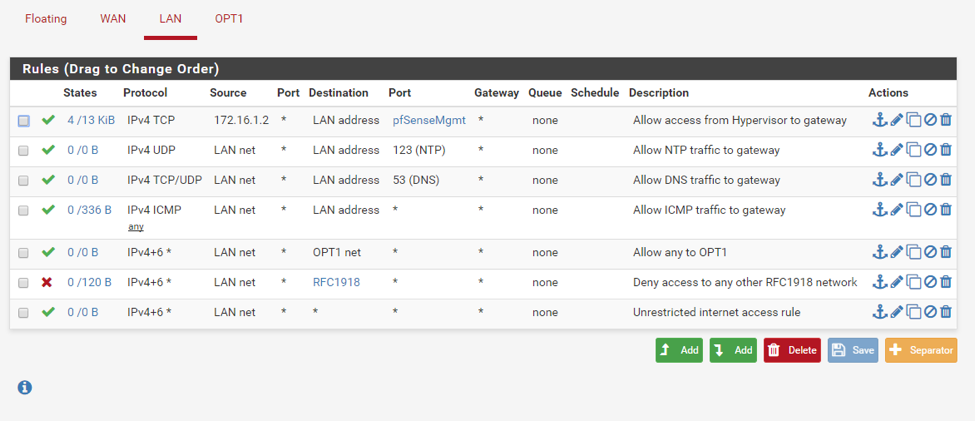 Floating WAN LAN OPT1
Rules (Drag to Change Order)
States Protocol Source Port Destination Port Gateway Queue Schedule Description Actions
4 /13 KiB IPv4 TCP 172.16.1.2 * LAN address pfSenseMgmt * none Allow access from Hypervisor to gateway
0 /0 B IPv4 UDP LAN net * LAN address 123 (NTP) * none Allow NTP traffic to gateway
0 /0 B IPv4 TCP/UDP LAN net * LAN address 53 (DNS) * none Allow DNS traffic to gateway
0 /336 B IPv4 ICMP LAN net * LAN address * * none Allow ICMP traffic to gateway
any
0 /0 B IPv4+6 * LAN net * OPT1 net * * none Allow any to OPT1
0 /120 B IPv4+6 * LAN net * RFC1918 * * none Deny access to any other RFC1918 network
0 /0 B IPv4+6 * LAN net * * * * none Unrestricted internet access rule
Add Add Delete Save Separator